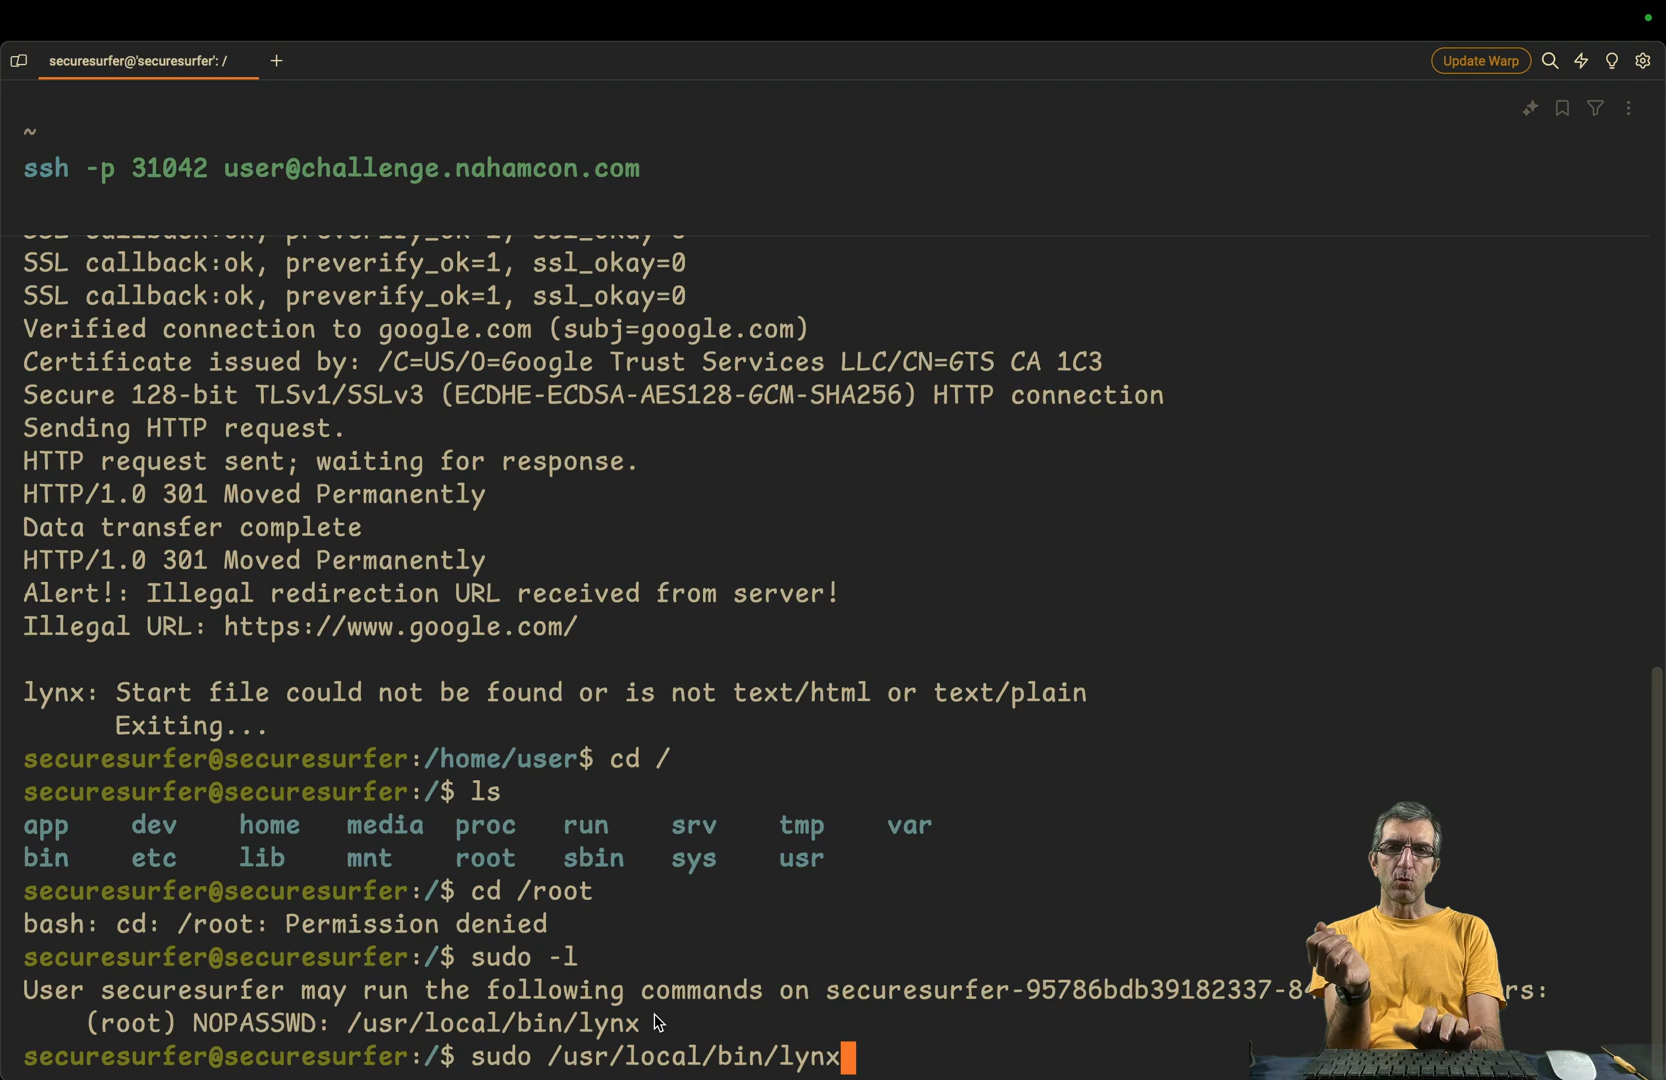 securesurfer@'securesurfer': /
Update Warp
~
ssh -p 31042 user@challenge.nahamcon.com
SSL callback:ok, preverify_ok=1, ssl_okay=0
SSL callback:ok, preverify_ok=1, ssl_okay=0
SSL callback:ok, preverify_ok=1, ssl_okay=0
Verified connection to google.com (subj=google.com)
Certificate issued by: /C=US/O=Google Trust Services LLC/CN=GTS CA 1C3
Secure 128-bit TLSv1/SSLv3 (ECDHE-ECDSA-AES128-GCM-SHA256) HTTP connection
Sending HTTP request.
HTTP request sent; waiting for response.
HTTP/1.0 301 Moved Permanently
Data transfer complete
HTTP/1.0 301 Moved Permanently
Alert!: Illegal redirection URL received from server!
Illegal URL: https://www.google.com/
lynx: Start file could not be found or is not text/html or text/plain
Exiting...
securesurfer@securesurfer:/home/user$ cd /
securesurfer@securesurfer:/$ ls
app dev home media proc run srv tmp var
bin etc lib mnt root sbin sys usr
securesurfer@securesurfer:/$ cd /root
bash: cd: /root: Permission denied
securesurfer@securesurfer:/$ sudo -l
User securesurfer may run the following commands on securesurfer-95786bdb39182337-8 rs:
(root) NOPASSWD: /usr/local/bin/lynx
securesurfer@securesurfer:/$ sudo /usr/local/bin/lynx